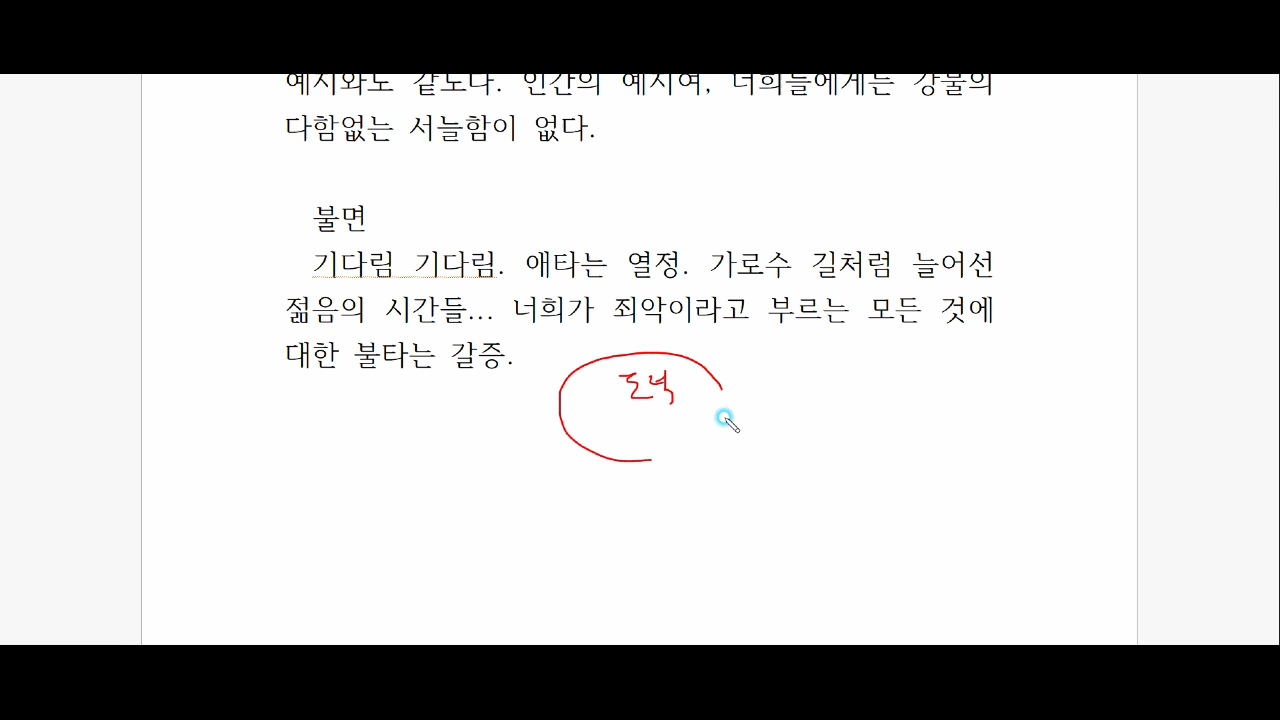 예시와도 같도다. 인간의 예시여, 너희들에게는 강물의
다함없는 서늘함이 없다.
불면
기다림 기다림. 애타는 열정. 가로수 길처럼 늘어선
젊음의 시간들... 너희가 죄악이라고 부르는 모든 것에
대한 불타는 갈증.
도덕